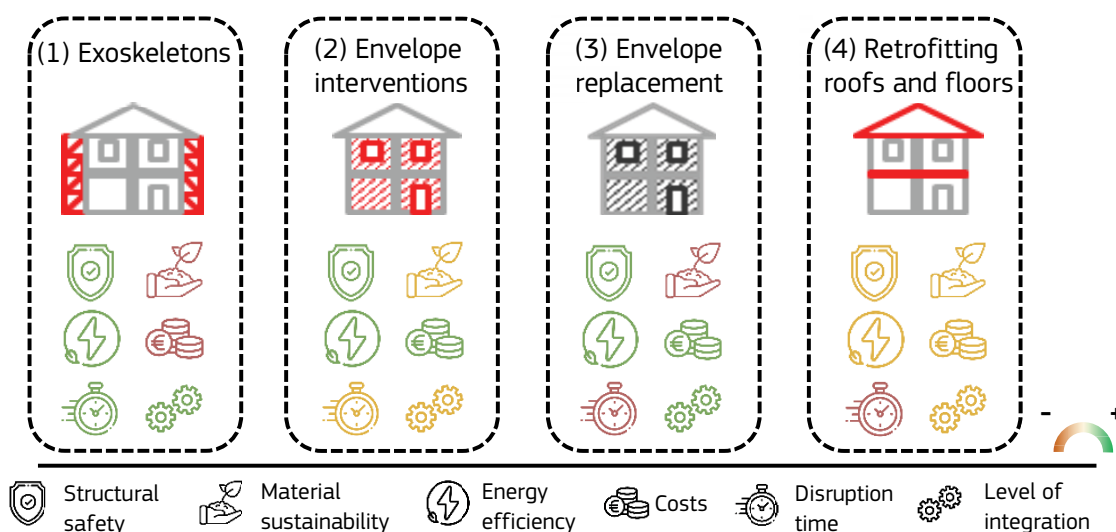 (1) Exoskeletons
(2) Envelope
interventions
(3) Envelope
replacement
(4) Retrofitting
roofs and floors
€
€
€
€
- +
Structural
safety
Material
sustainability
Energy
efficiency
Costs
Disruption
time
Level of
integration